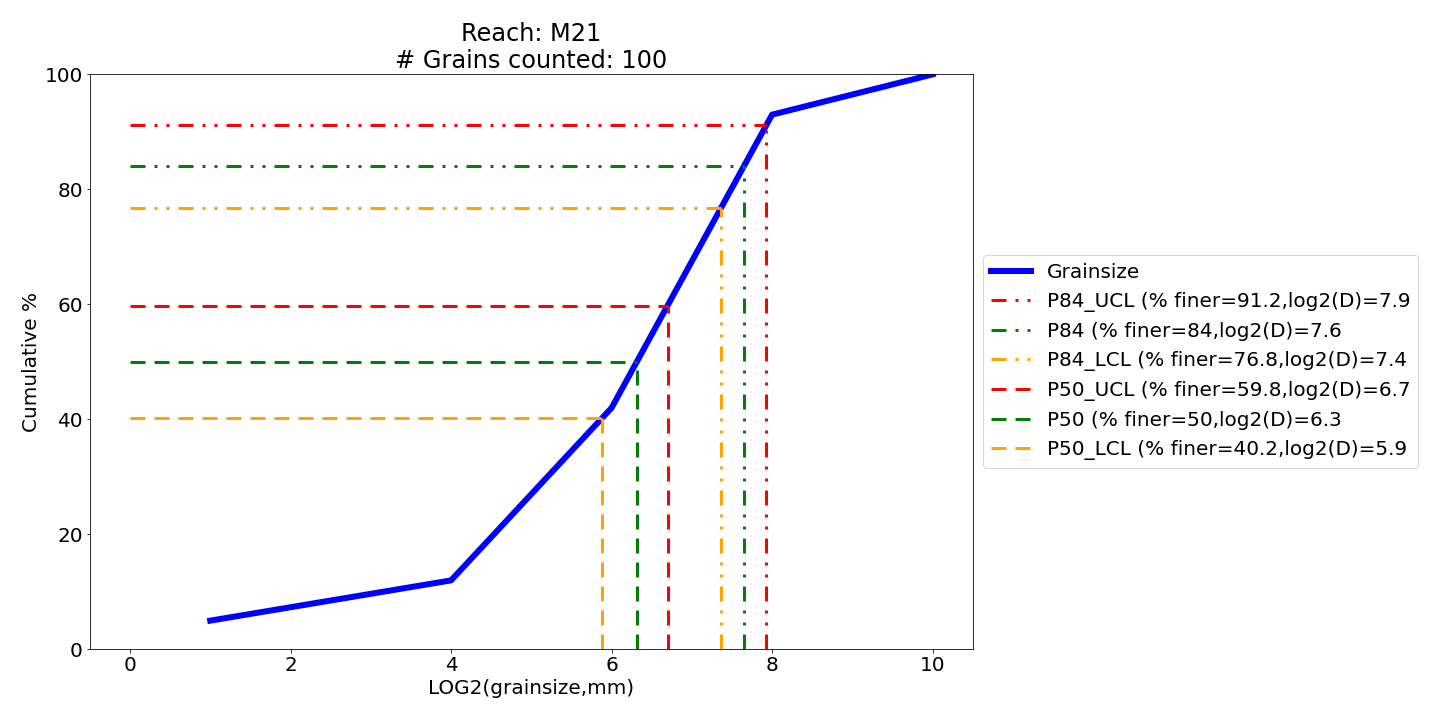 Reach: M21
# Grains counted: 100
100
80
60
40
20
0
Cumulative %
0 2 4 6 8 10
LOG2(grainsize,mm)
Grainsize
P84_UCL (% finer=91.2,log2(D)=7.9
P84 (% finer=84,log2(D)=7.6
P84_LCL (% finer=76.8,log2(D)=7.4
P50_UCL (% finer=59.8,log2(D)=6.7
P50 (% finer=50,log2(D)=6.3
P50_LCL (% finer=40.2,log2(D)=5.9